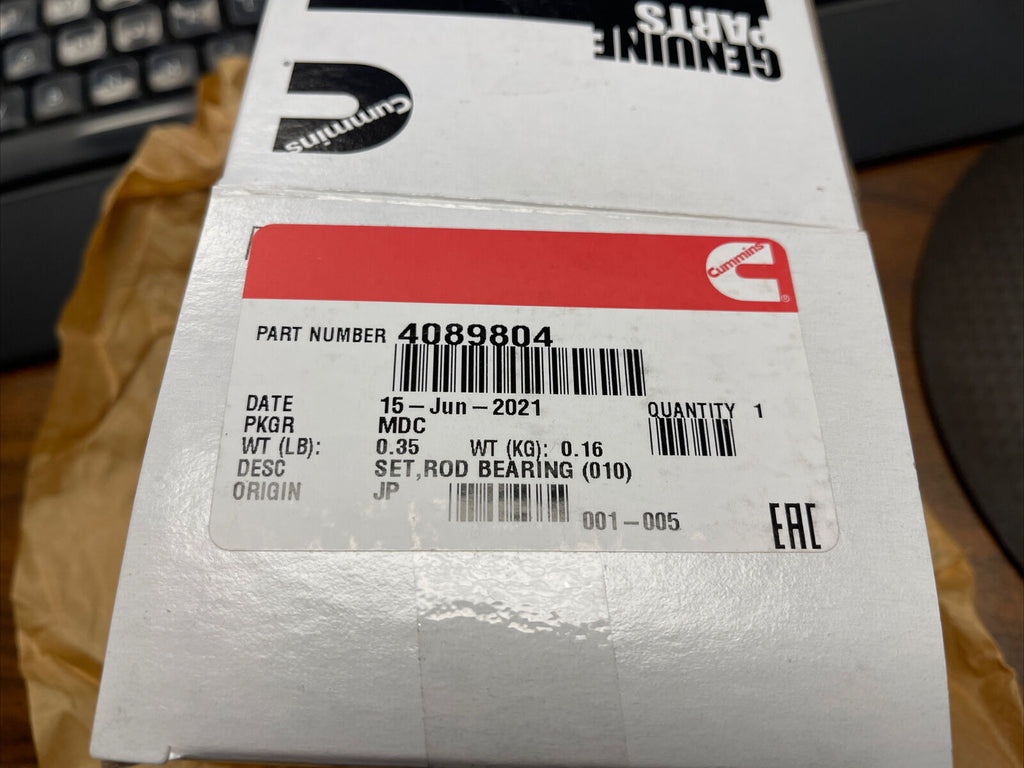 GENUINE
PARTS
Cummins
Cummins
®
PART NUMBER 4089804
DATE 15-Jun-2021 QUANTITY 1
PKGR MDC
WT (LB): 0.35 WT (KG): 0.16
DESC SET,ROD BEARING (010)
ORIGIN JP
001-005
EAC